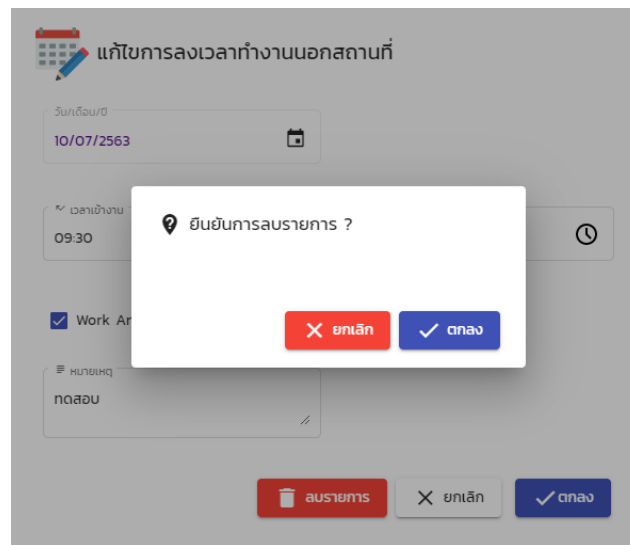 แก้ไขการลงเวลาทำงานนอกสถานที่
วัน/เดือน/ปี
10/07/2563
เวลาเข้างาน
09:30
ยืนยันการลบรายการ ?
ยกเลิก
ตกลง
Work
หมายเหตุ
ทดสอบ
ลบรายการ
ยกเลิก
ตกลง